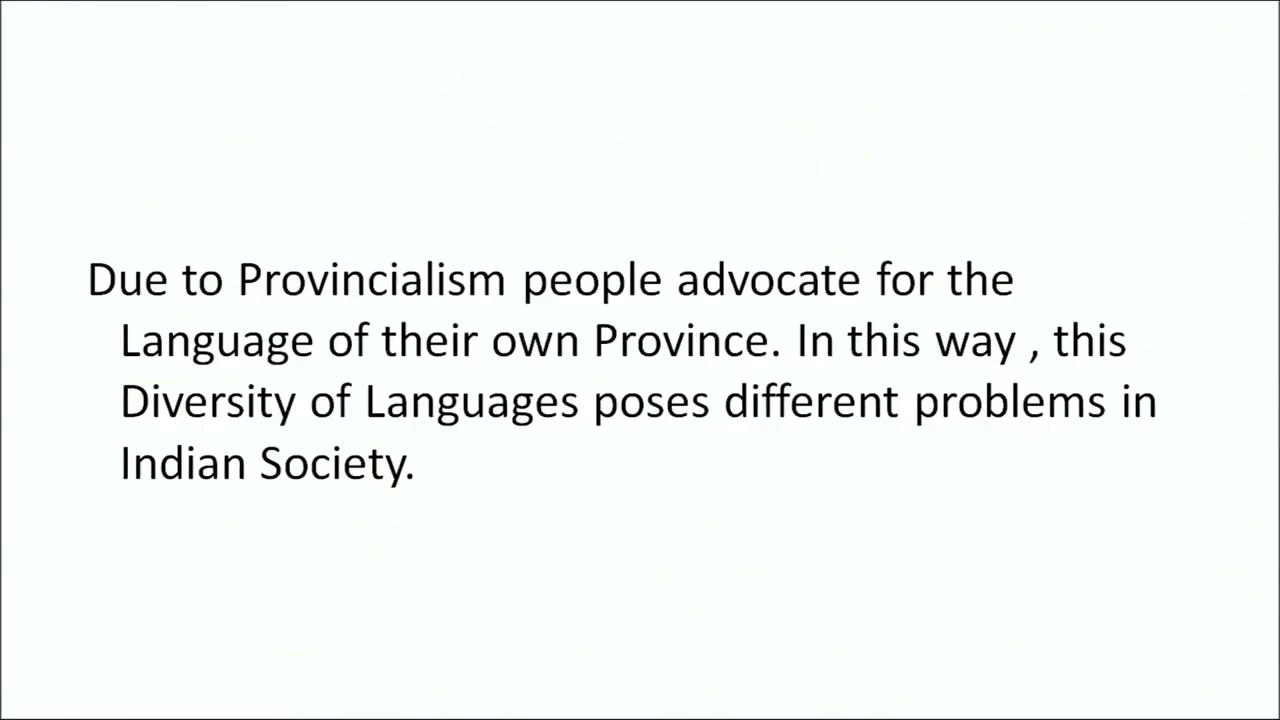 Due to Provincialism people advocate for the
Language of their own Province. In this way , this
Diversity of Languages poses different problems in
Indian Society.